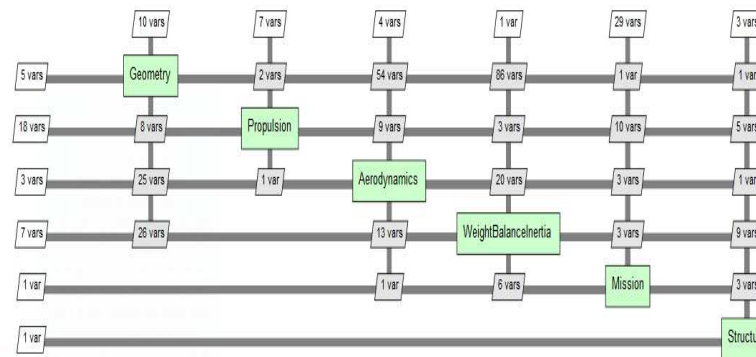 10 vars 7 vars 4 vars 1 var 29 vars 3 vars
5 vars Geometry 2 vars 54 vars 86 vars 1 var 1 var
18 vars 8 vars Propulsion 9 vars 3 vars 10 vars 5 vars
3 vars 25 vars 1 var Aerodynamics 20 vars 3 vars 1 var
7 vars 26 vars 13 vars WeightBalanceInertia 3 vars 9 vars
1 var 1 var 6 vars Mission 3 vars
1 var Structu